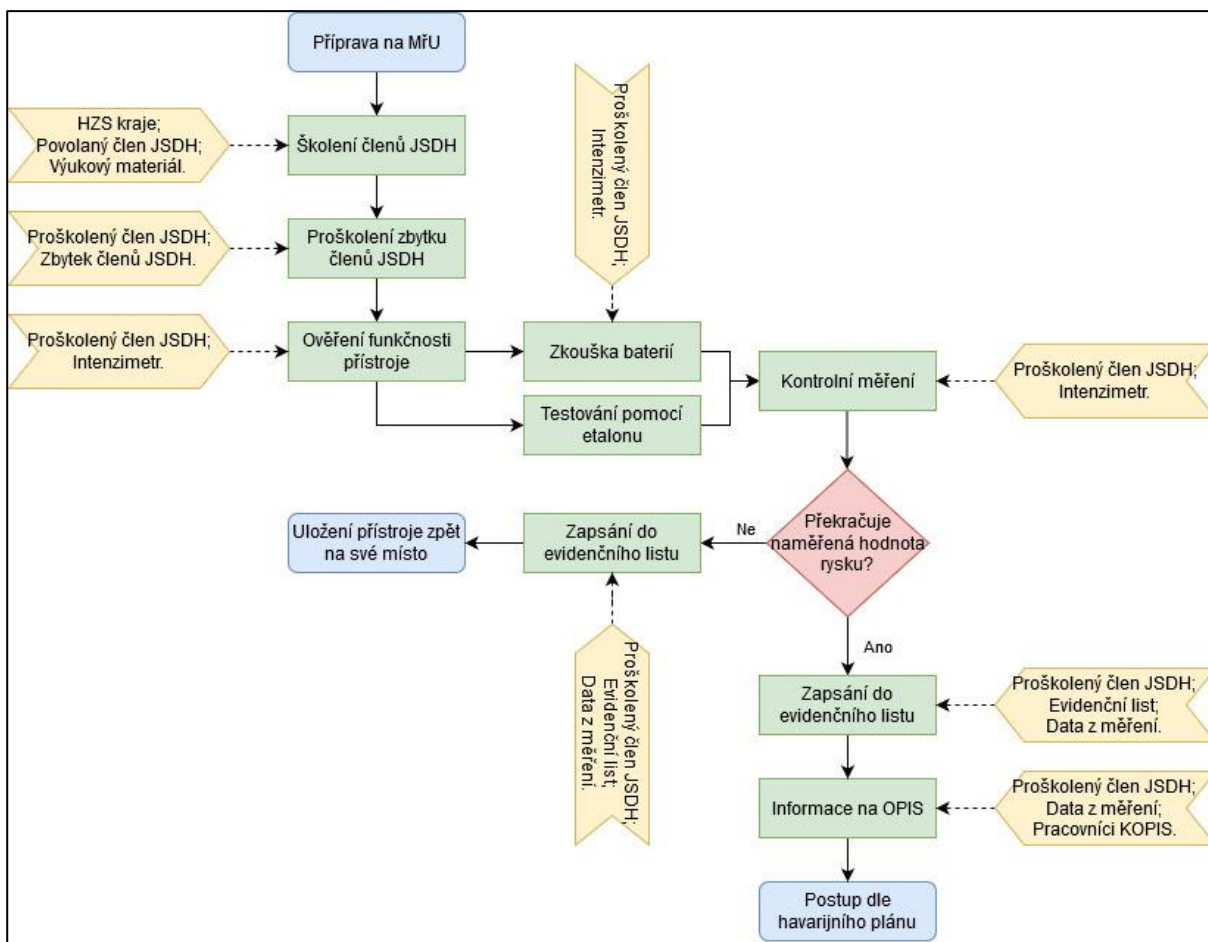 Příprava na MřU
HZS kraje;
Povolaný člen JSDH;
Výukový materiál.
Školení členů JSDH
Proškolený člen JSDH;
Intenzimetr.
Proškolený člen JSDH;
Zbytek členů JSDH.
Proškolení zbytku
členů JSDH
Proškolený člen JSDH;
Intenzimetr.
Ověření funkčnosti
přístroje
Zkouška baterií
Testování pomocí
etalonu
Kontrolní měření
Proškolený člen JSDH;
Intenzimetr.
Překračuje
naměřená hodnota
rysku?
Ne
Zapsání do
evidenčního listu
Uložení přístroje zpět
na své místo
Proškolený člen JSDH;
Evidenční list;
Data z měření.
Ano
Zapsání do
evidenčního listu
Proškolený člen JSDH;
Evidenční list;
Data z měření.
Informace na OPIS
Proškolený člen JSDH;
Data z měření;
Pracovníci KOPIS.
Postup dle
havarijního plánu